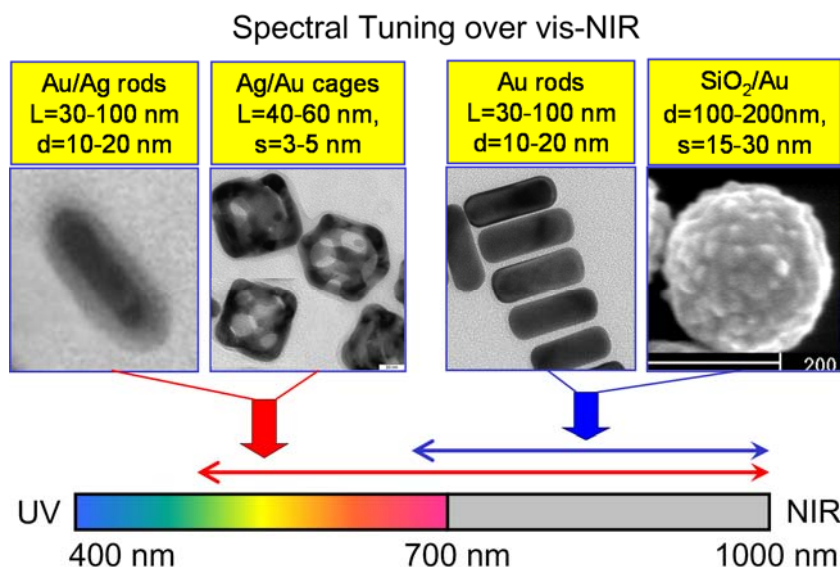 Spectral Tuning over vis-NIR
Au/Ag rods
L=30-100 nm
d=10-20 nm
Ag/Au cages
L=40-60 nm,
s=3-5 nm
Au rods
L=30-100 nm
d=10-20 nm
SiO₂/Au
d=100-200nm,
s=15-30 nm
200
UV
NIR
400 nm
700 nm
1000 nm